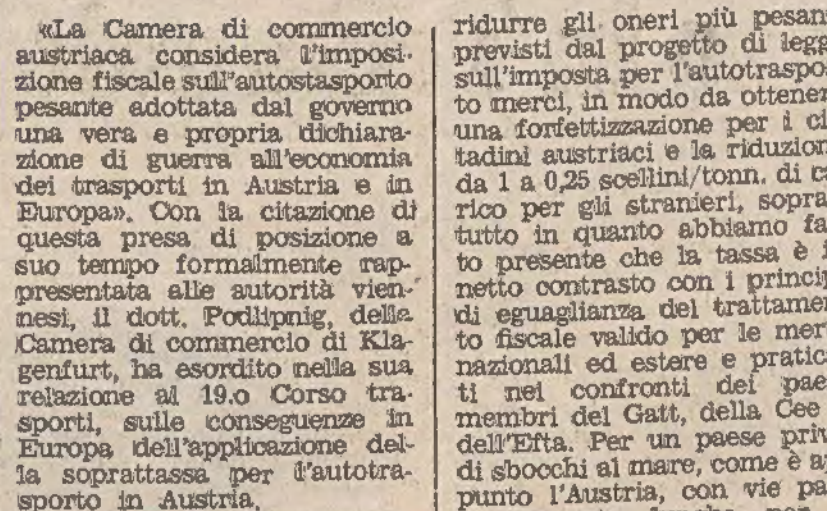 «La Camera di commercio
austriaca considera l'imposi-
zione fiscale sull'autostasporto
pesante adottata dal governo
una vera e propria dichiara-
zione di guerra all'economia
dei trasporti in Austria e in
Europa». Con la citazione di
questa presa di posizione a
suo tempo formalmente rap-
presentata alle autorità vien-
nesi, il dott. Podlipnig, della
Camera di commercio di Kla-
genfurt, ha esordito nella sua
relazione al 19.o Corso tra-
sporti, sulle conseguenze in
Europa dell'applicazione del-
la soprattassa per l'autotra-
sporto in Austria.
ridurre gli oneri più pesan
previsti dal progetto di legg
sull'imposta per l'autotraspo
to merci, in modo da ottener
una forfettizzazione per i ci
tadini austriaci e la riduzion
da 1 a 0,25 scellini/tonn. di ca
rico per gli stranieri, sopra
tutto in quanto abbiamo fa
to presente che la tassa è i
netto contrasto con i princip
di eguaglianza del trattamen
to fiscale valido per le mer
nazionali ed estere e pratic
ti nei confronti dei pae
membri del Gatt, della Cee
dell'Efta. Per un paese priv
di sbocchi al mare, come è a
punto l'Austria, con vie pa